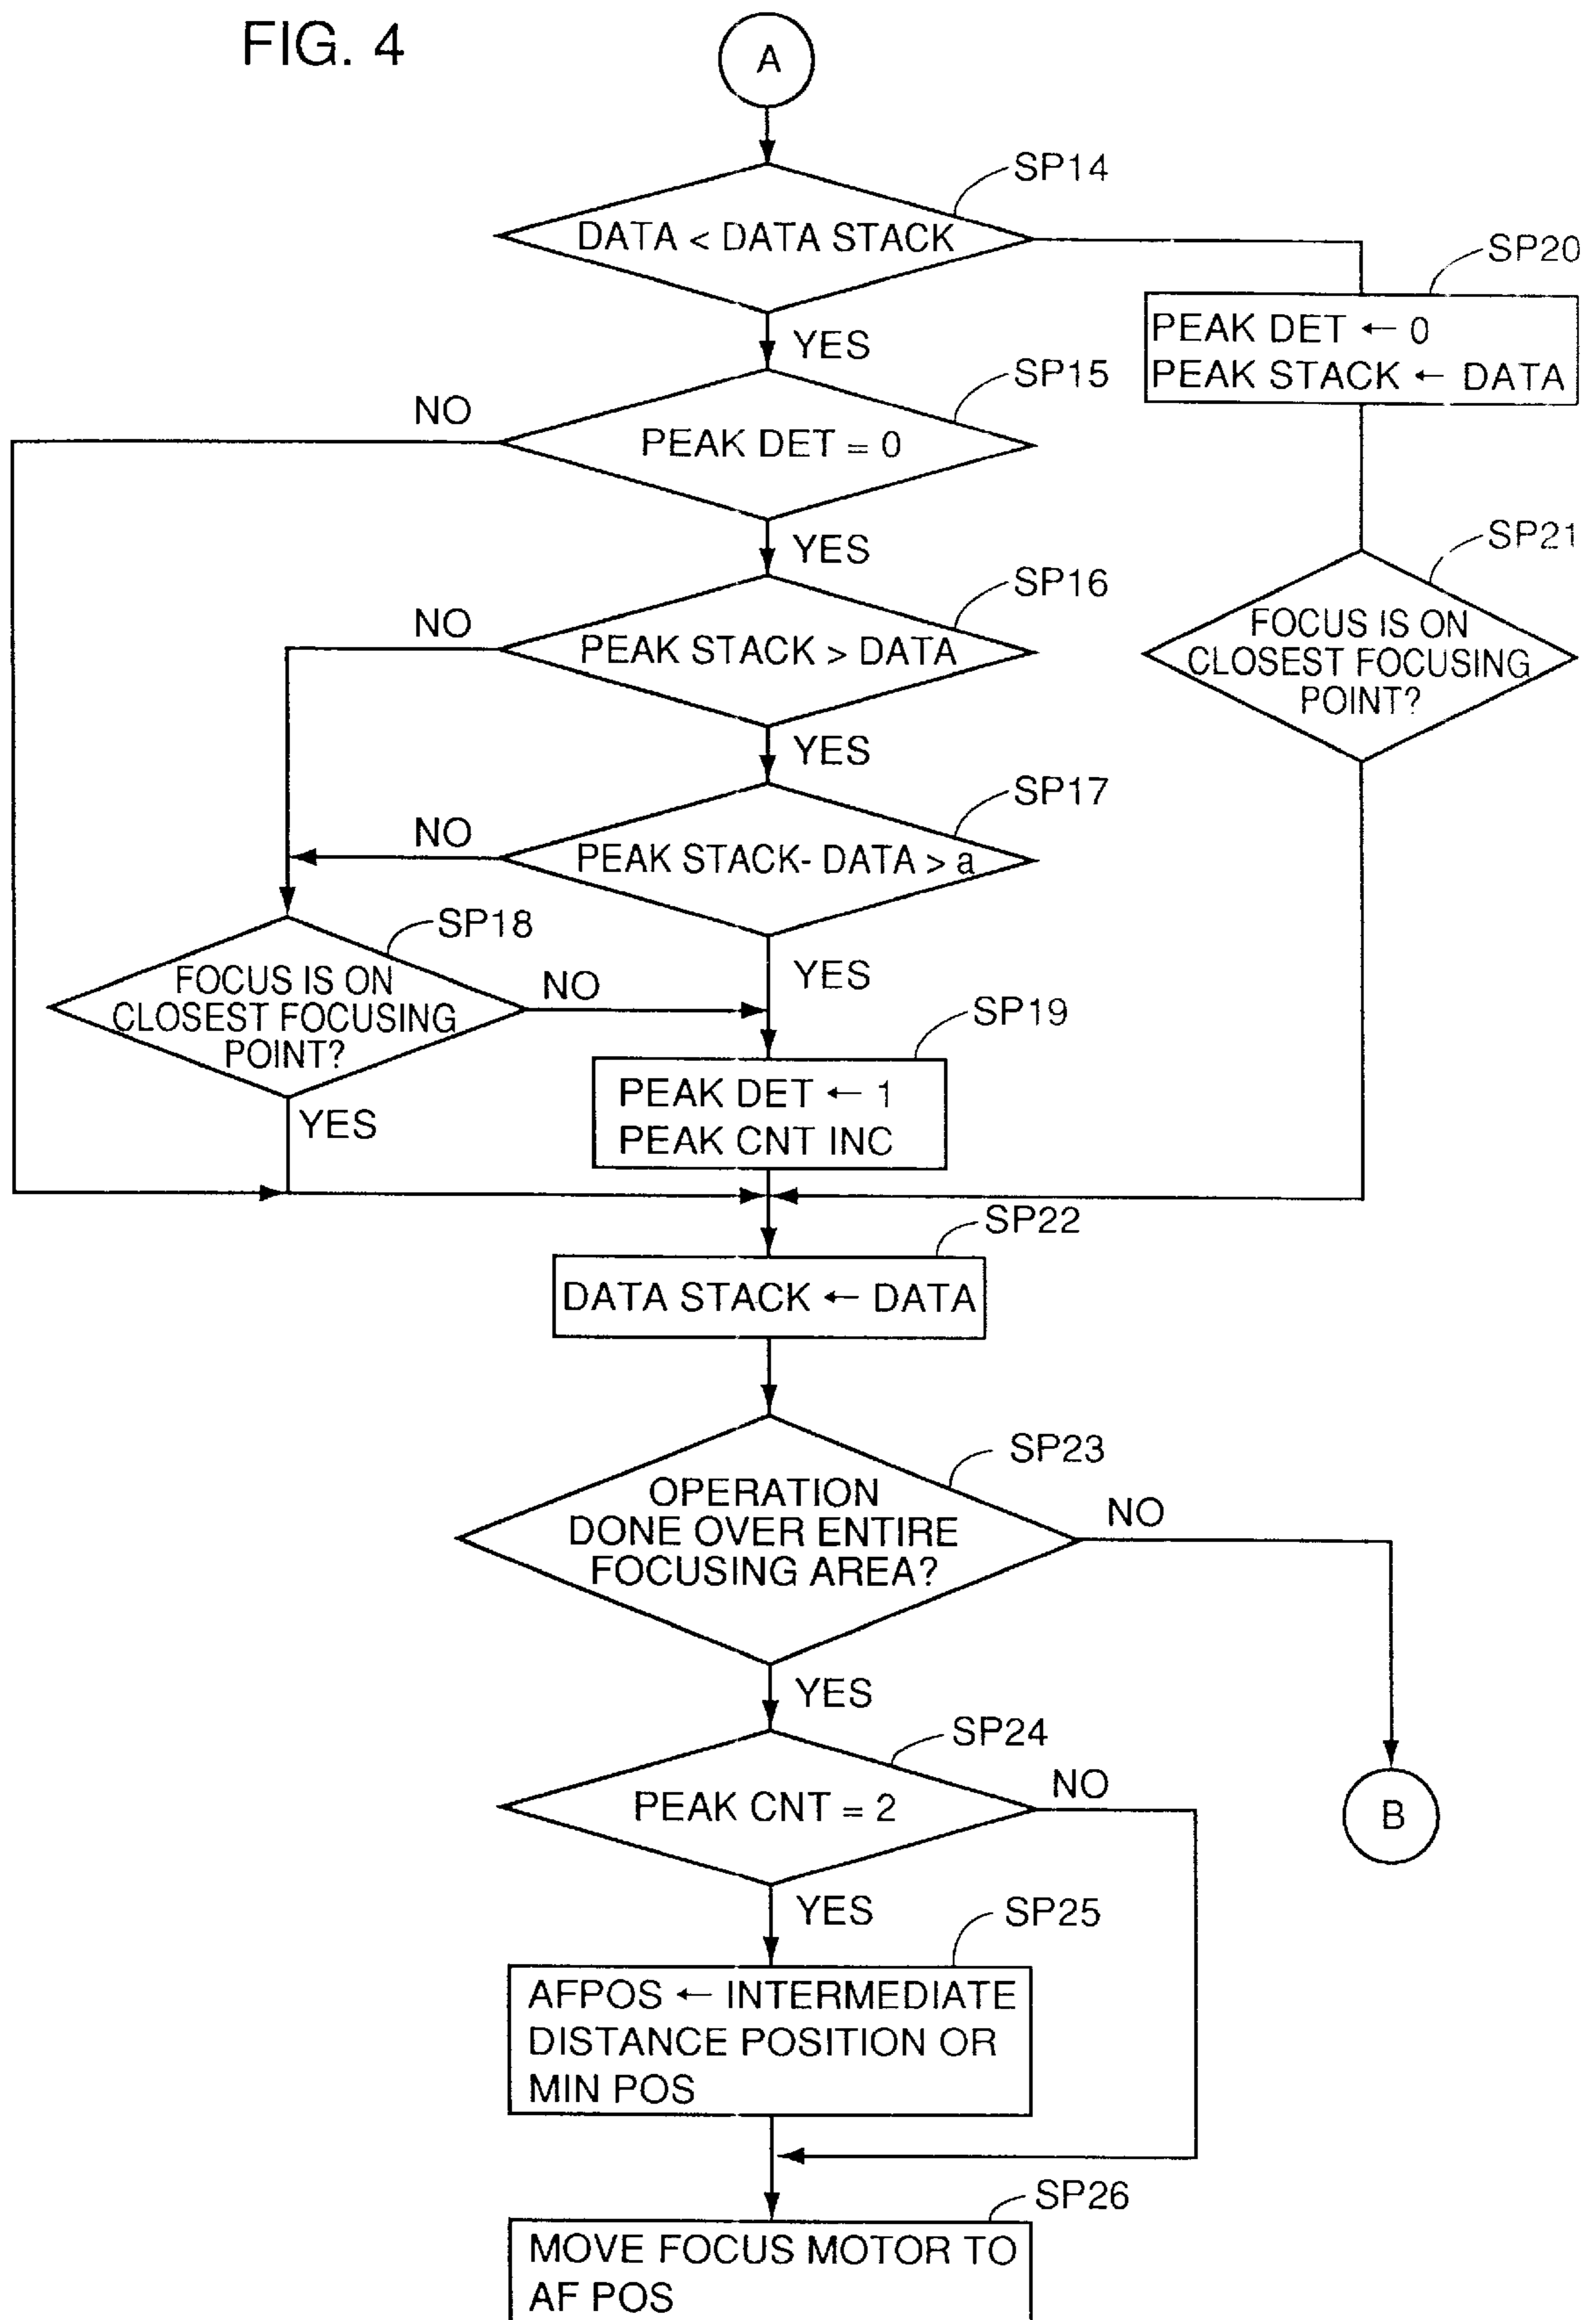 FIG. 4
A
SP14
DATA < DATA STACK
YES
SP20
PEAK DET ← 0
PEAK STACK ← DATA
SP15
NO
PEAK DET = 0
YES
SP21
FOCUS IS ON
CLOSEST FOCUSING
POINT?
SP16
NO
PEAK STACK > DATA
YES
SP17
NO
PEAK STACK- DATA > a
YES
SP18
FOCUS IS ON
CLOSEST FOCUSING
POINT?
NO
YES
SP19
PEAK DET ← 1
PEAK CNT INC
SP22
DATA STACK ← DATA
SP23
OPERATION
DONE OVER ENTIRE
FOCUSING AREA?
NO
YES
B
SP24
PEAK CNT = 2
NO
YES
SP25
AFPOS ← INTERMEDIATE
DISTANCE POSITION OR
MIN POS
SP26
MOVE FOCUS MOTOR TO
AF POS